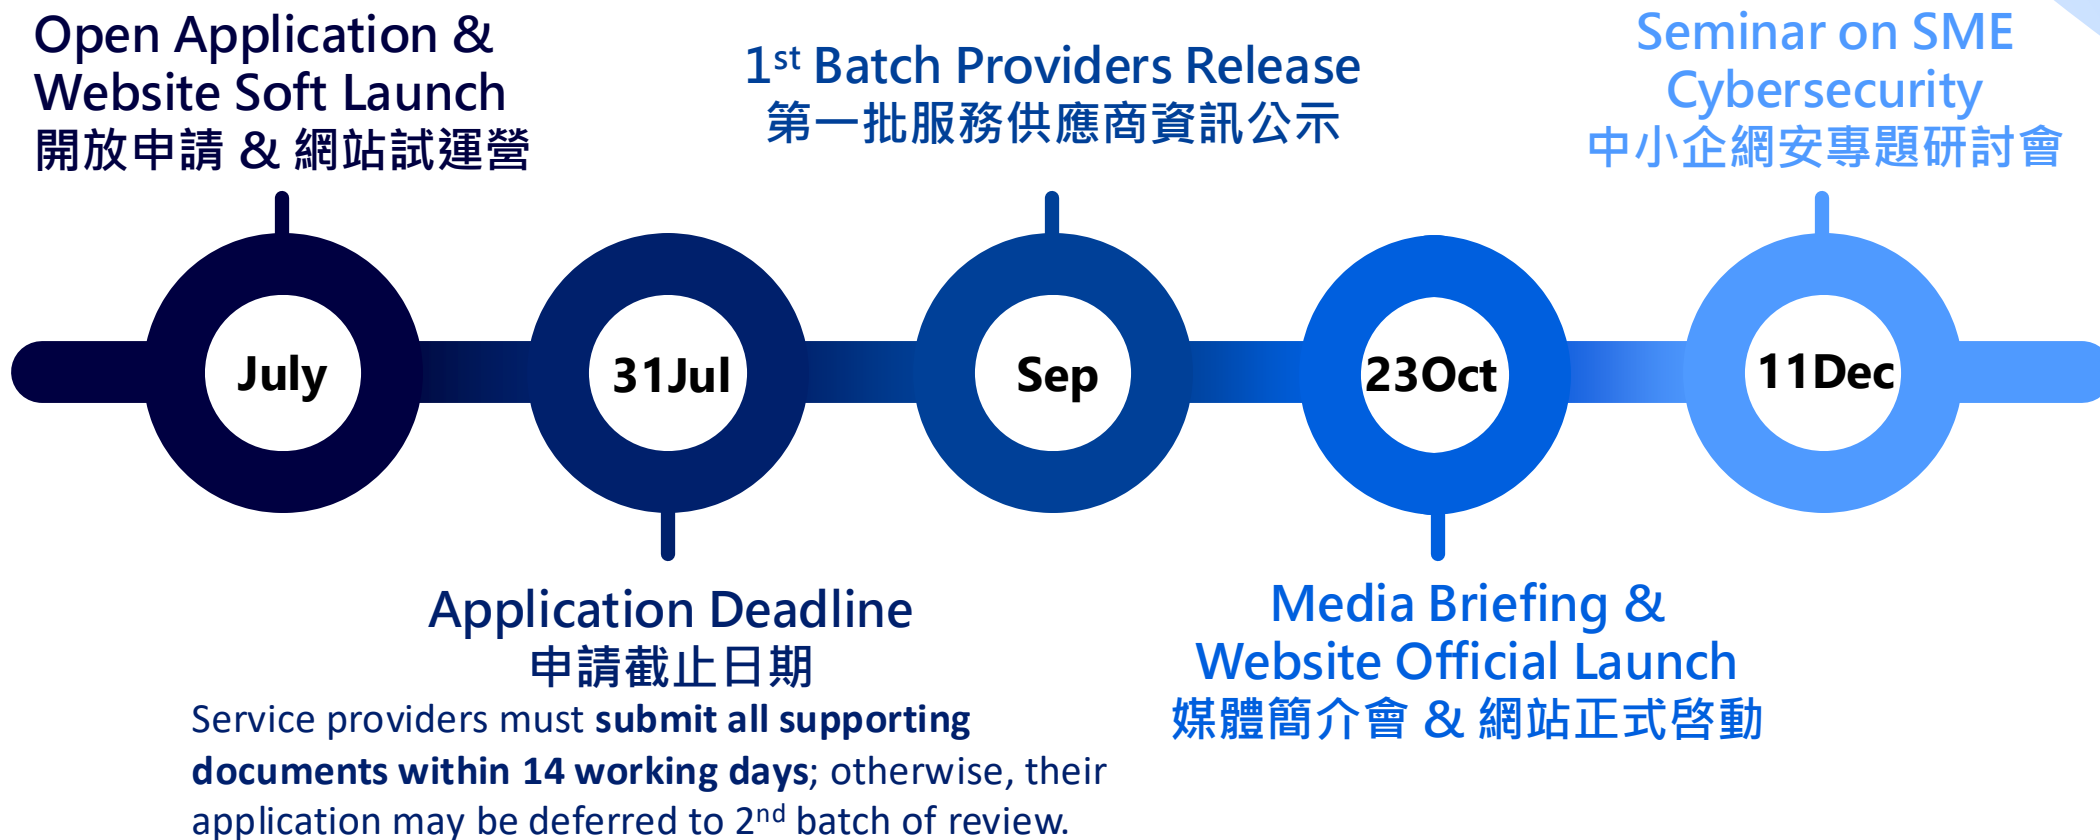 Open Application &
Website Soft Launch
開放申請 & 網站試運營
1st Batch Providers Release
第一批服務供應商資訊公示
Seminar on SME
Cybersecurity
中小企網安專題研討會
July
31Jul
Sep
23Oct
11Dec
Application Deadline
申請截止日期
Service providers must submit all supporting
documents within 14 working days; otherwise, their
application may be deferred to 2nd batch of review.
Media Briefing &
Website Official Launch
媒體簡介會 & 網站正式啓動